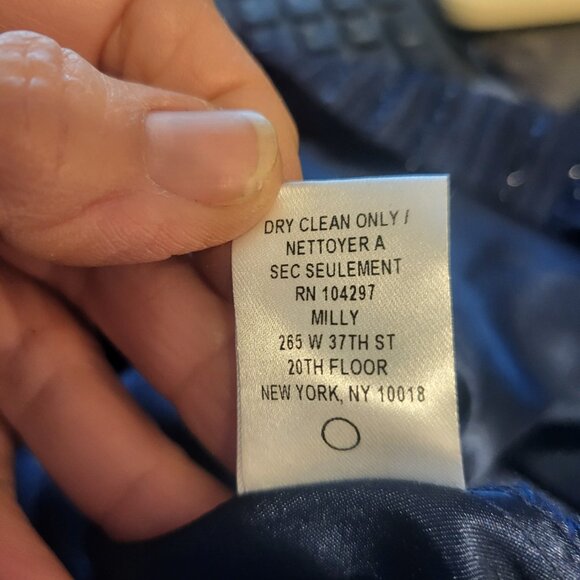 DRY CLEAN ONLY /
NETTOYER A
SEC SEULEMENT
RN 104297
MILLY
265 W 37TH ST
20TH FLOOR
NEW YORK, NY 10018